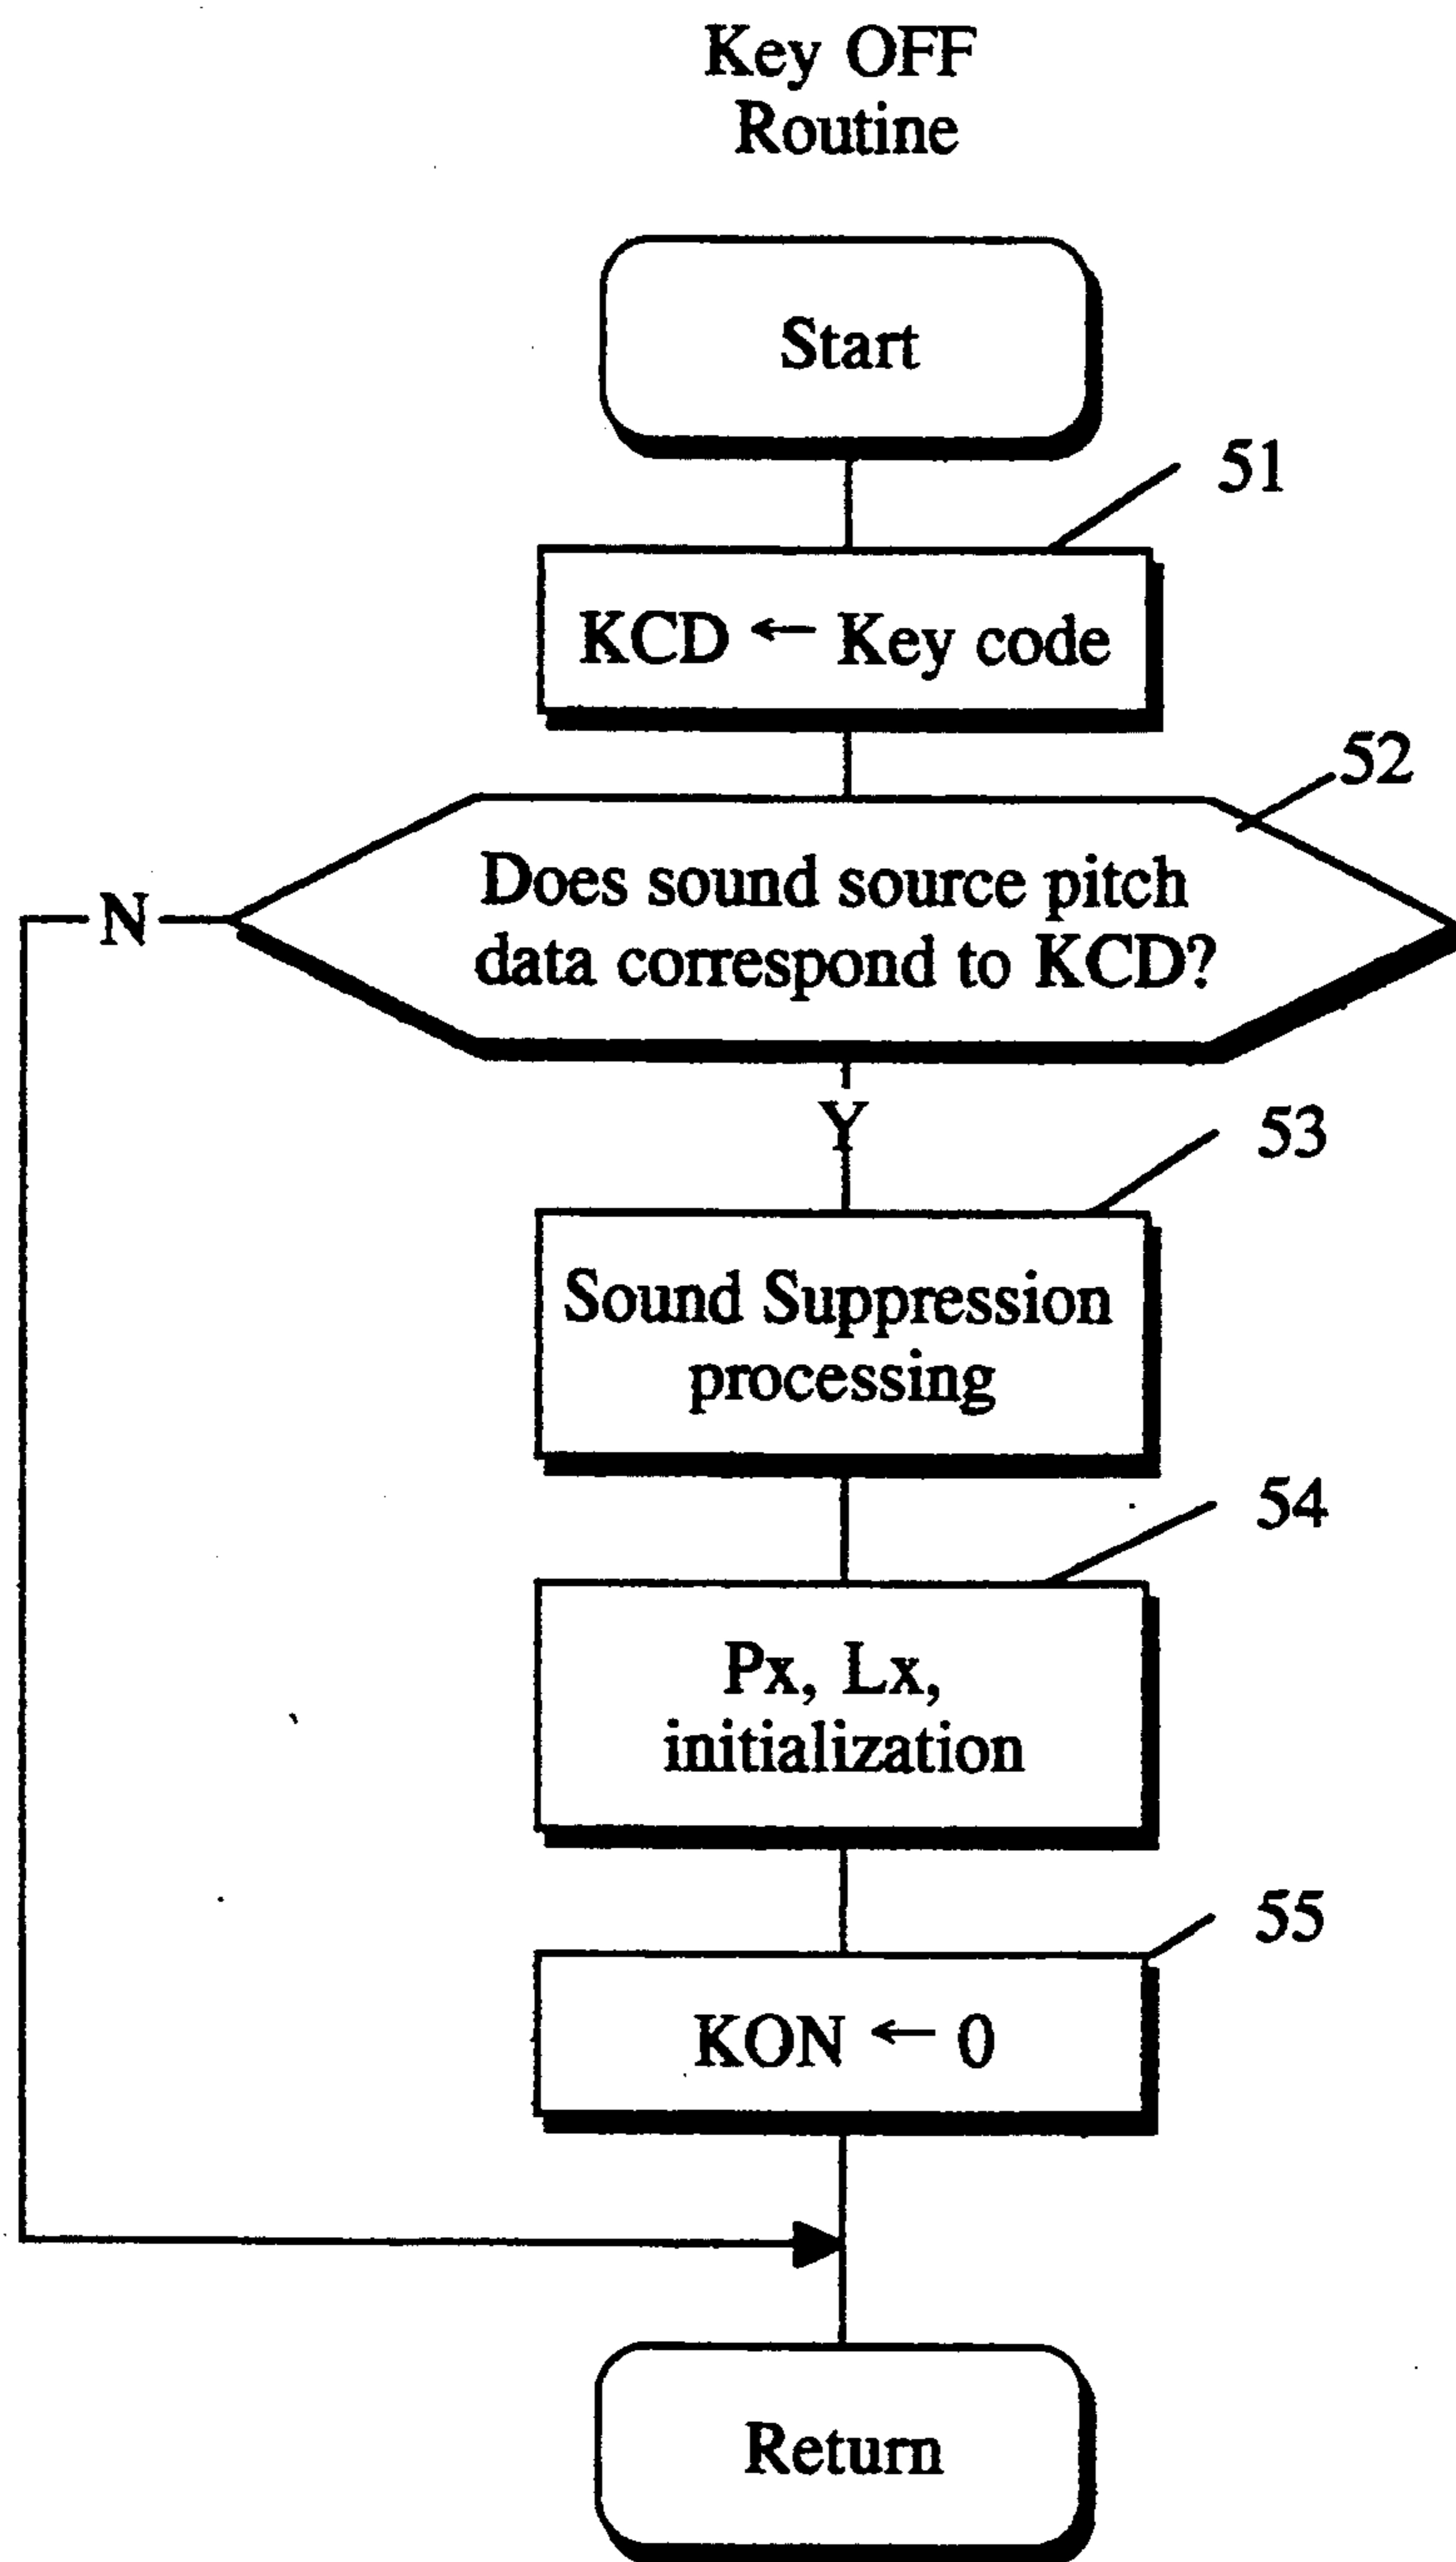 Key OFF
Routine
Start
51
KCD ← Key code
52
Does sound source pitch
data correspond to KCD?
N
Y
53
Sound Suppression
processing
54
Px, Lx,
initialization
55
KON ← 0
Return